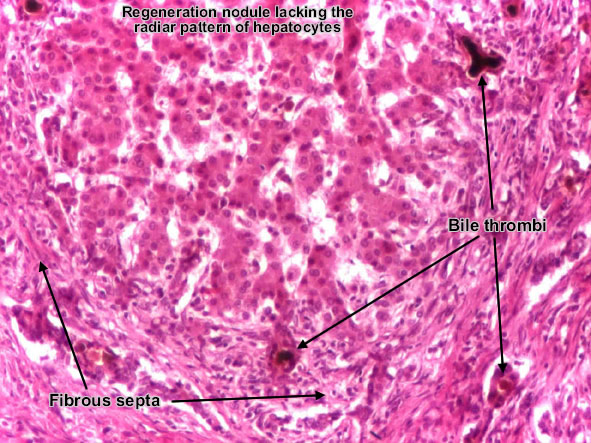 Regeneration nodule lacking the
radiar pattern of hepatocytes
Bile thrombi
Fibrous septa